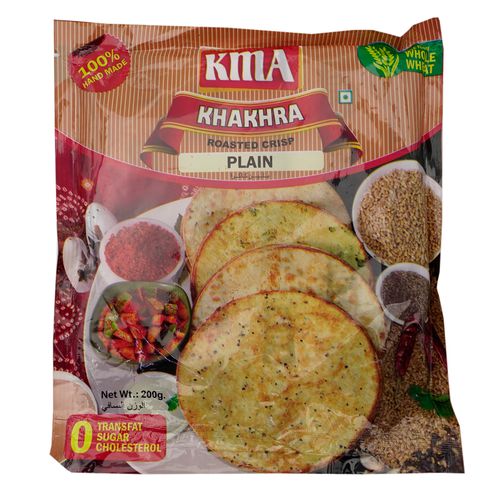 100%
HAND MADE
KMA
WHOLE
WHEAT
KHAKHRA
ROASTED CRISP
PLAIN
Net Wt.: 200g.
الوزن الصافي
0 TRANSFAT
SUGAR
CHOLESTEROL